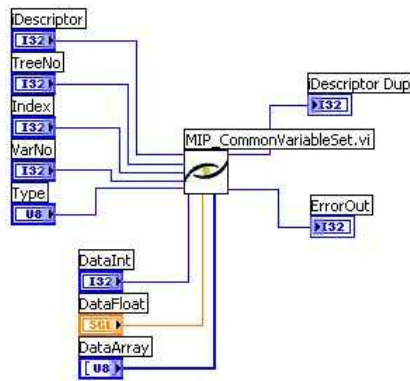 iDescriptor
I32
TreeNo
I32
Index
I32
VarNo
I32
Type
U8
MIP_CommonVariableSet.vi
iDescriptor Dup
I32
ErrorOut
I32
DataInt
I32
DataFloat
SGL
DataArray
[U8]